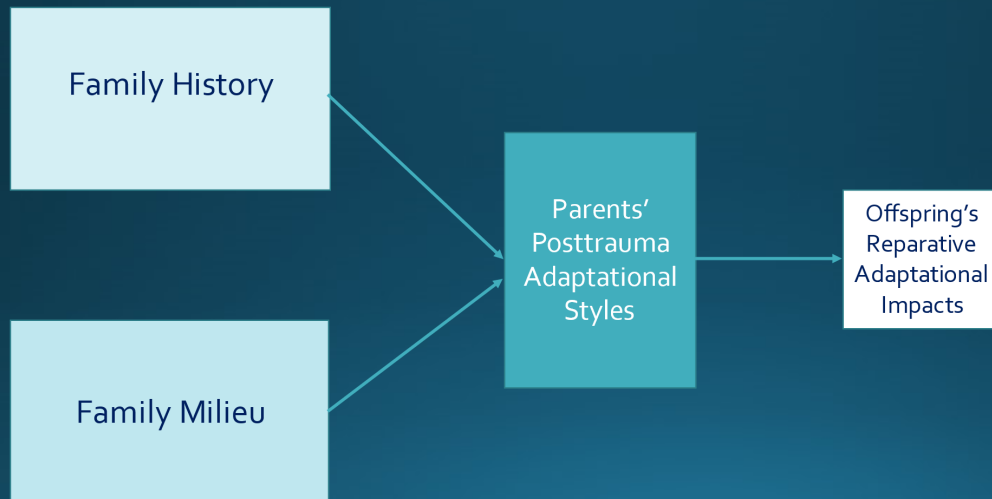 Family History
Parents’
Posttrauma
Adaptational
Styles
Offspring’s
Reparative
Adaptational
Impacts
Family Milieu